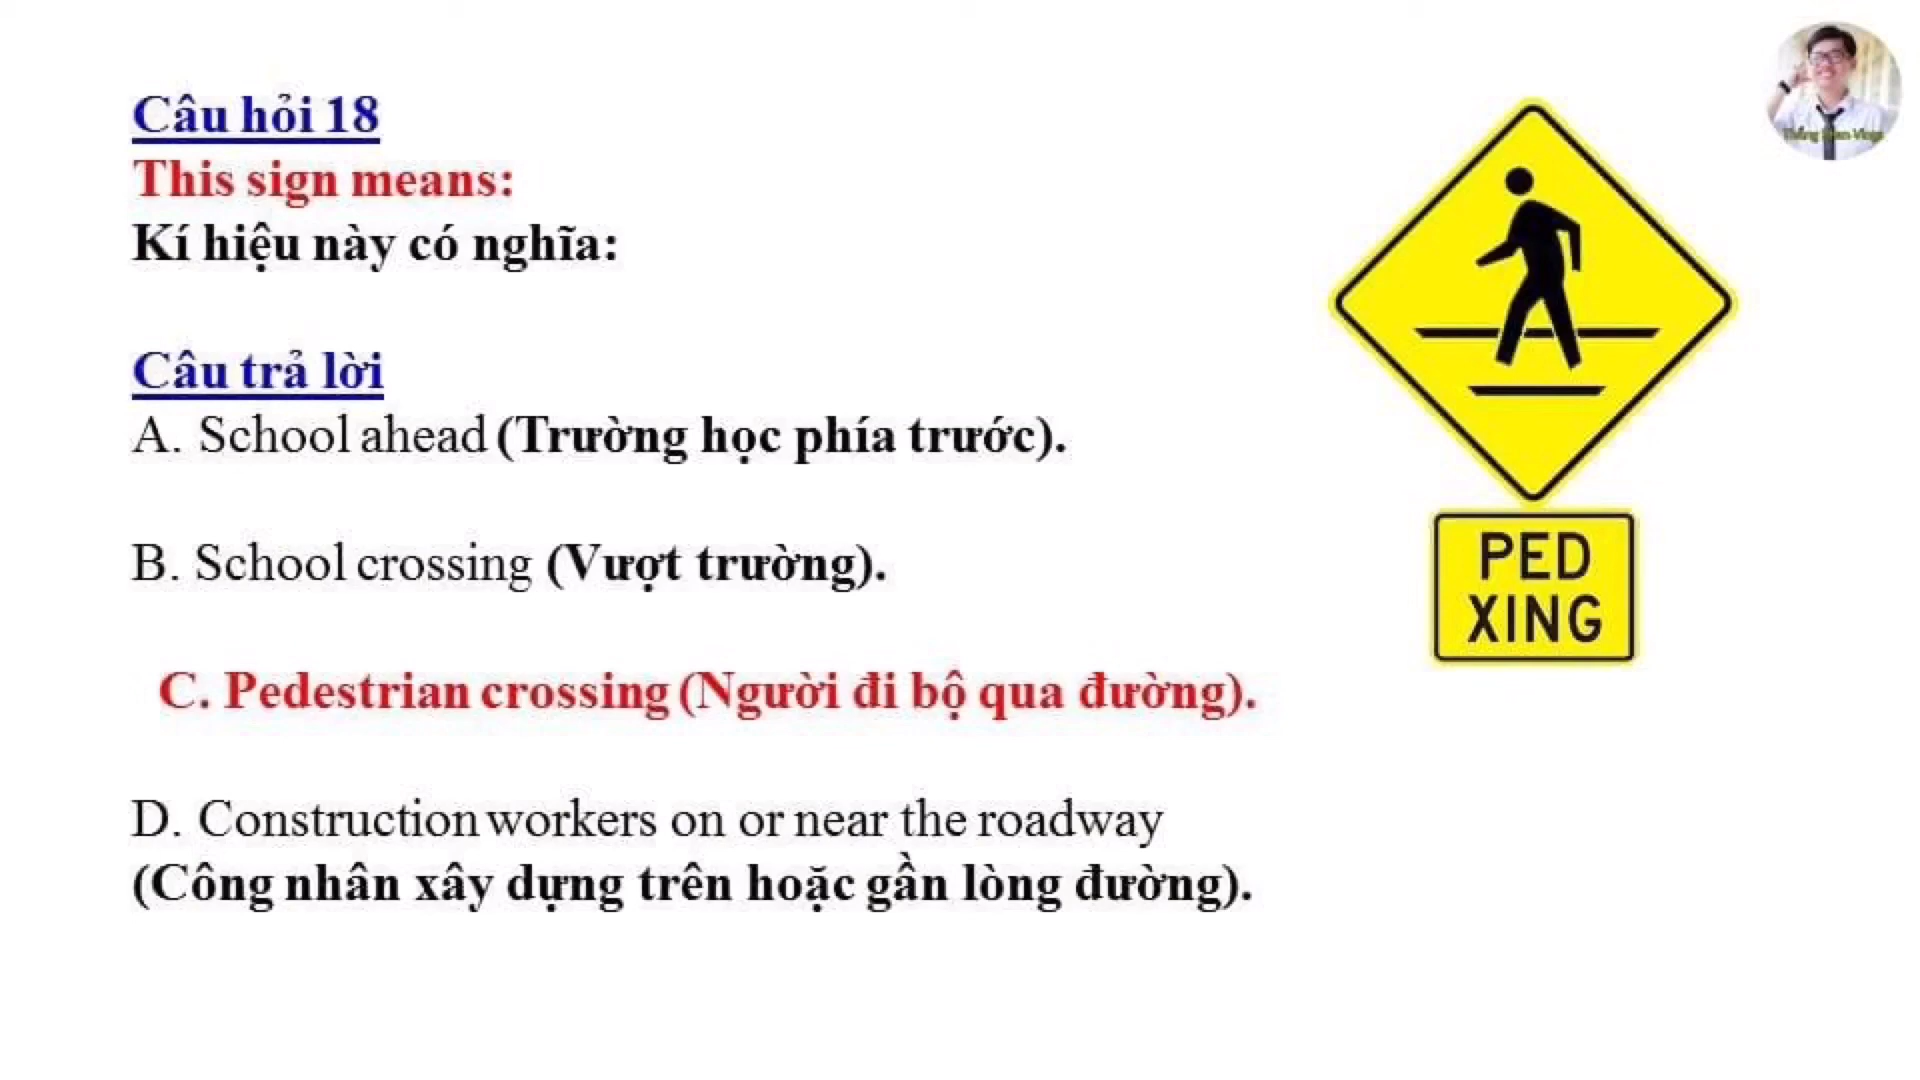 Câu hỏi 18
This sign means:
Kí hiệu này có nghĩa:
Câu trả lời
A. School ahead (Trường học phía trước).
B. School crossing (Vượt trường).
C. Pedestrian crossing (Người đi bộ qua đường).
D. Construction workers on or near the roadway
(Công nhân xây dựng trên hoặc gần lòng đường).
PED
XING